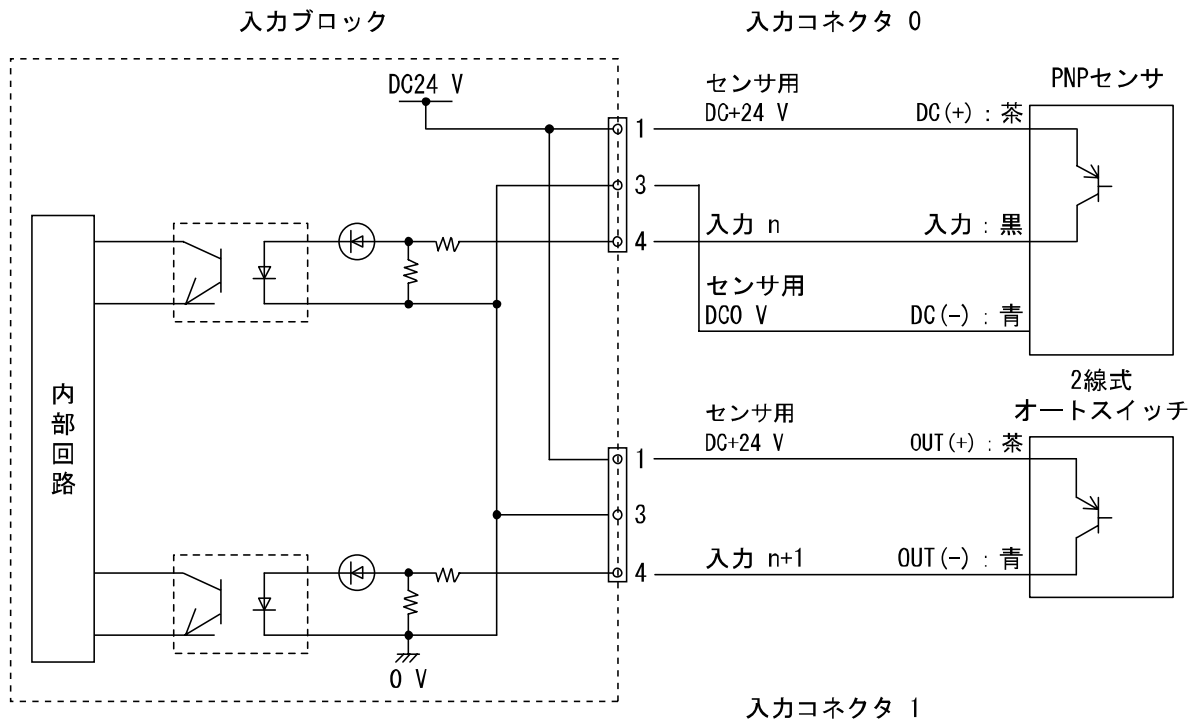 入力ブロック
入力コネクタ 0
DC24 V
センサ用
DC+24 V
DC(+) : 茶
PNPセンサ
1
3
入力 n
入力 : 黒
4
センサ用
DC0 V
DC(-) : 青
内部回路
2線式
オートスイッチ
センサ用
DC+24 V
OUT(+) : 茶
1
3
入力 n+1
OUT(-) : 青
4
0 V
入力コネクタ 1